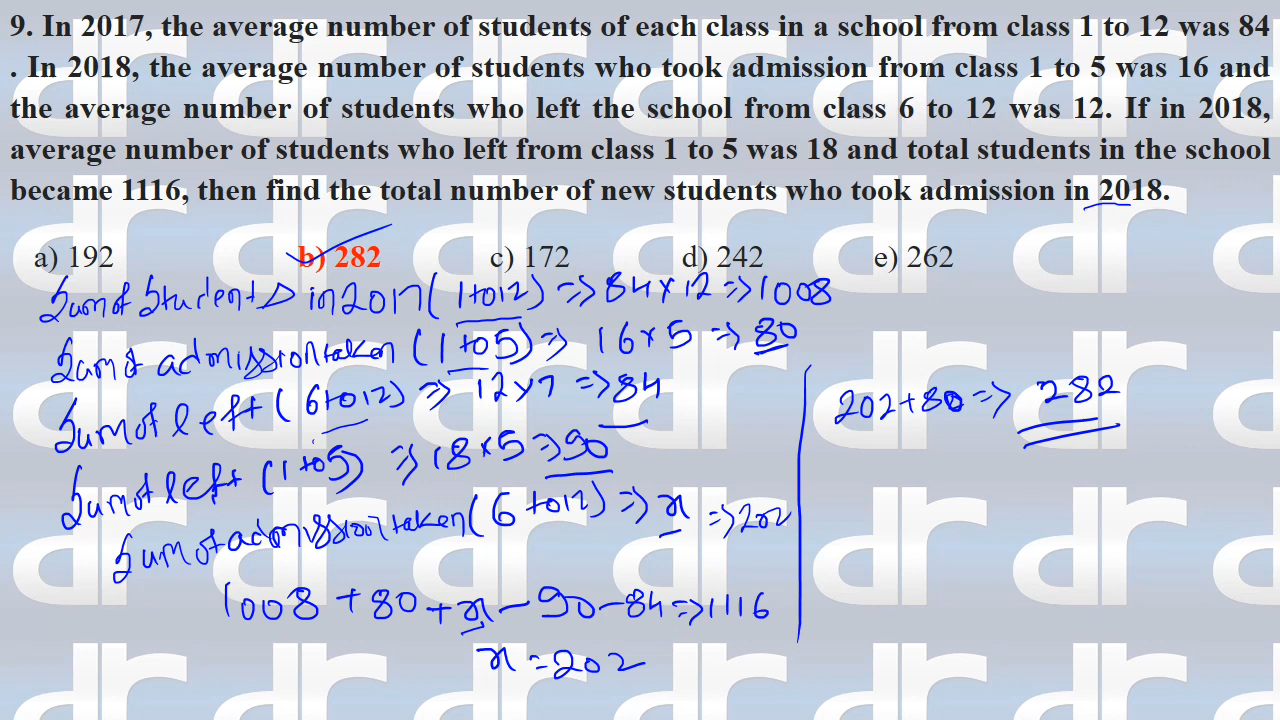 9. In 2017, the average number of students of each class in a school from class 1 to 12 was 84
. In 2018, the average number of students who took admission from class 1 to 5 was 16 and
the average number of students who left the school from class 6 to 12 was 12. If in 2018,
average number of students who left from class 1 to 5 was 18 and total students in the school
became 1116, then find the total number of new students who took admission in 2018.
a) 192 b) 282 c) 172 d) 242 e) 262
Sum of Students in 2017 (1 to 12) => 84 x 12 => 1008
Sum of admission taken (1 to 5) => 16 x 5 => 80
Sum of left (6 to 12) => 12 x 7 => 84
202 + 80 => 282
Sum of left (1 to 5) => 18 x 5 => 90
Sum of admission taken (6 to 12) => x => 202
1008 + 80 + x - 90 - 84 => 1116
x = 202